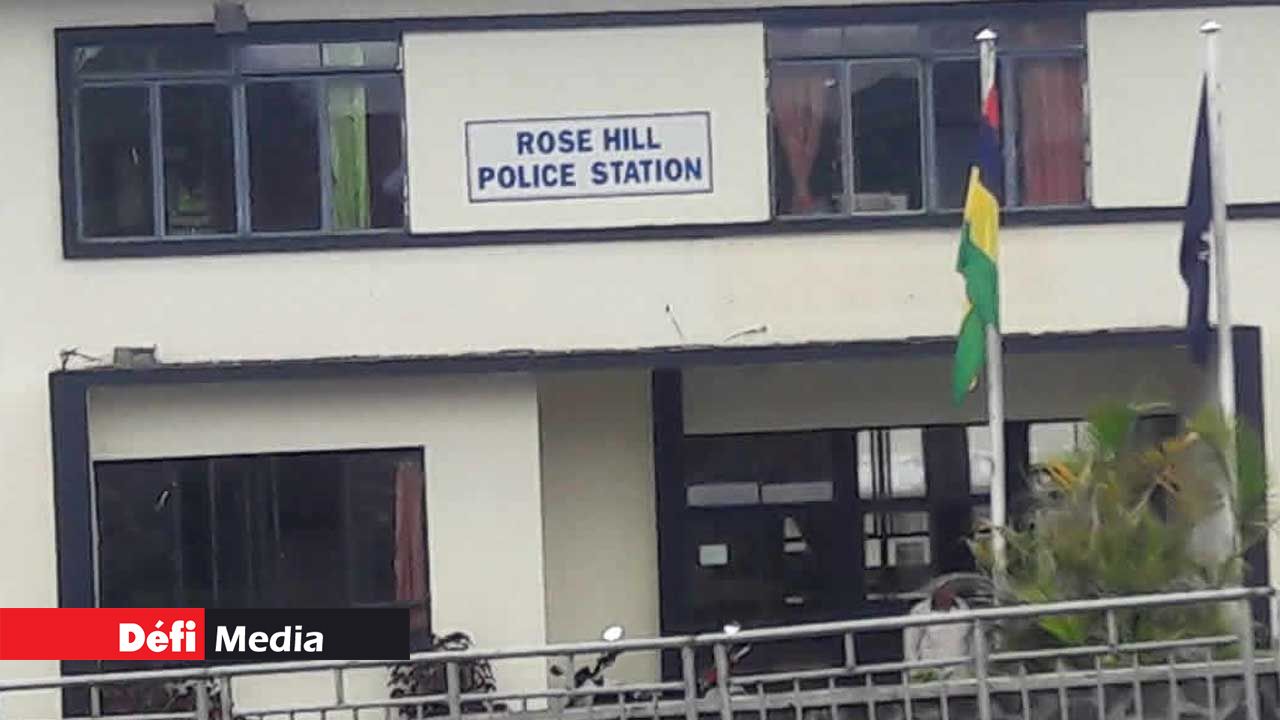 ROSE HILL
POLICE STATION
Défi Media